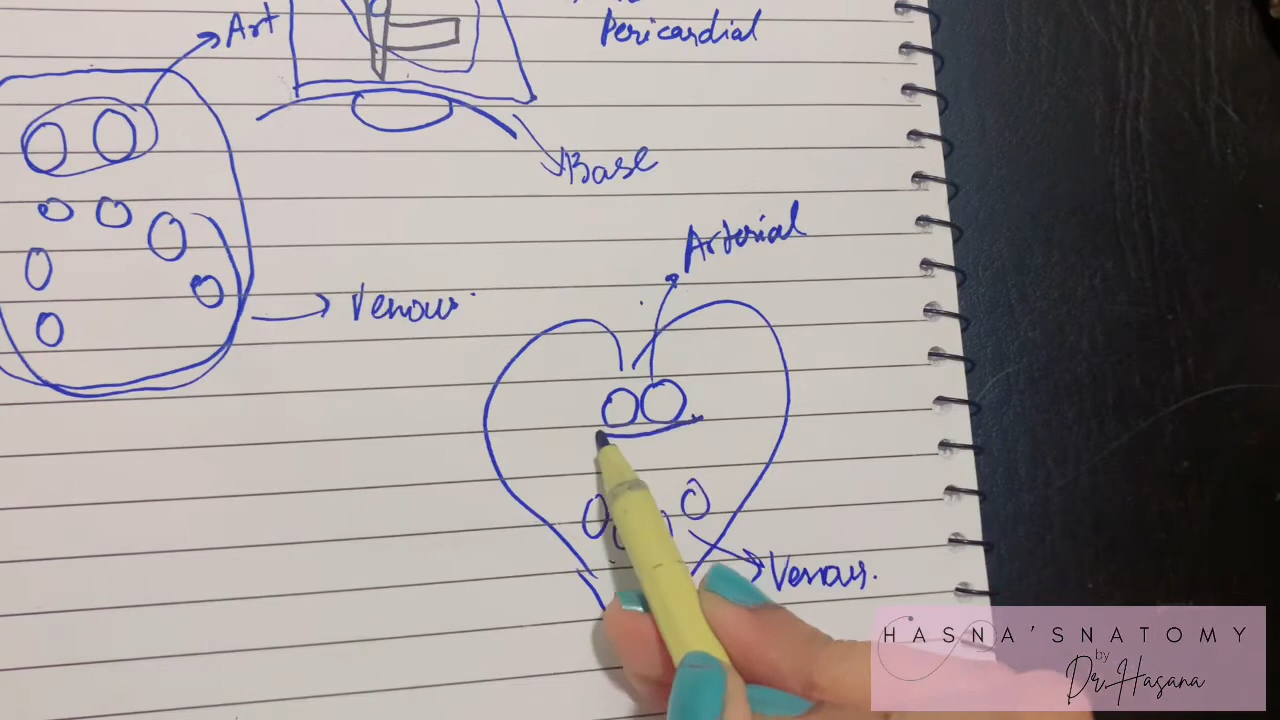 Art
Pericardial
Base
Arterial
Venous
Venous.
HASNA'SNATOMY
by
Dr.Hasana